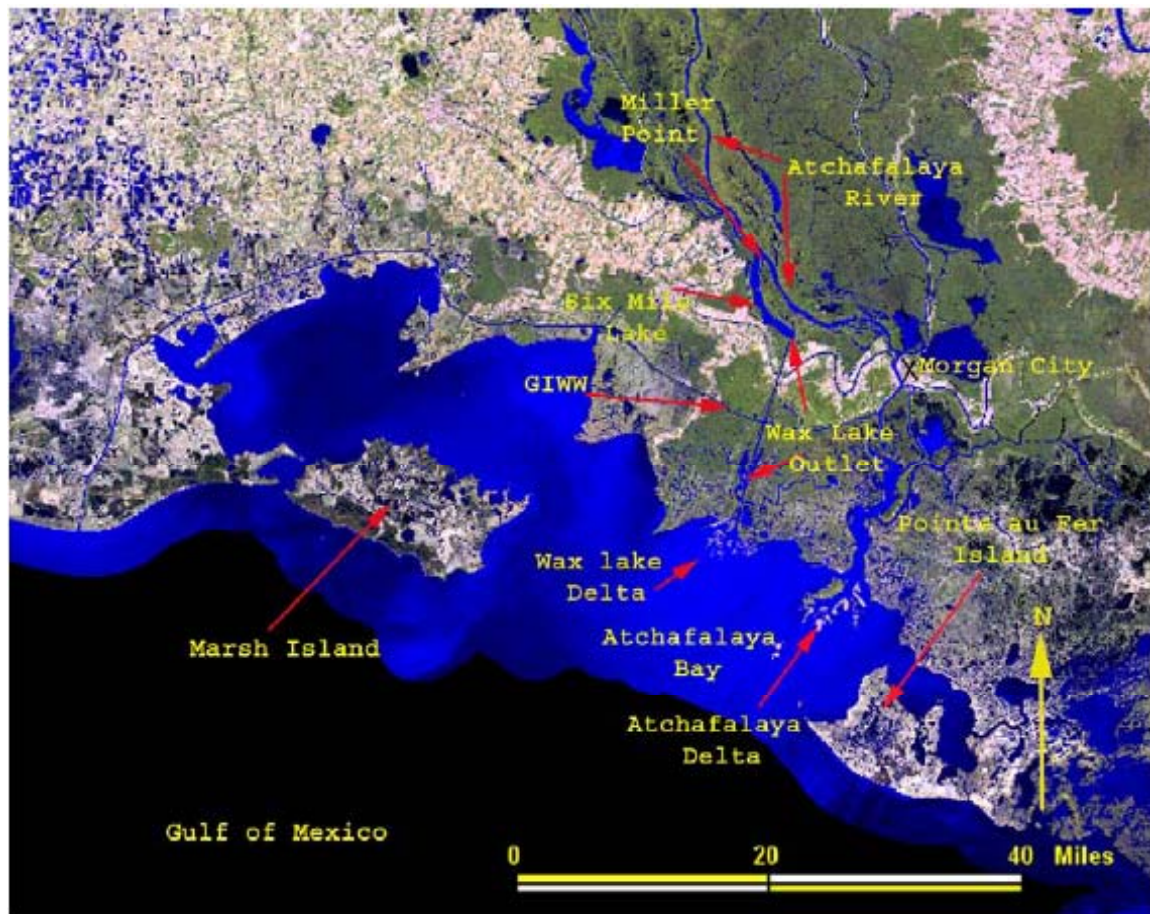 Miller
Point
Atchafalaya
River
Six Mile
Lake
GIWW
Morgan City
Wax Lake
Outlet
Pointe au Fer
Island
Wax lake
Delta
Marsh Island
Atchafalaya
Bay
N
Atchafalaya
Delta
Gulf of Mexico
0 20 40 Miles